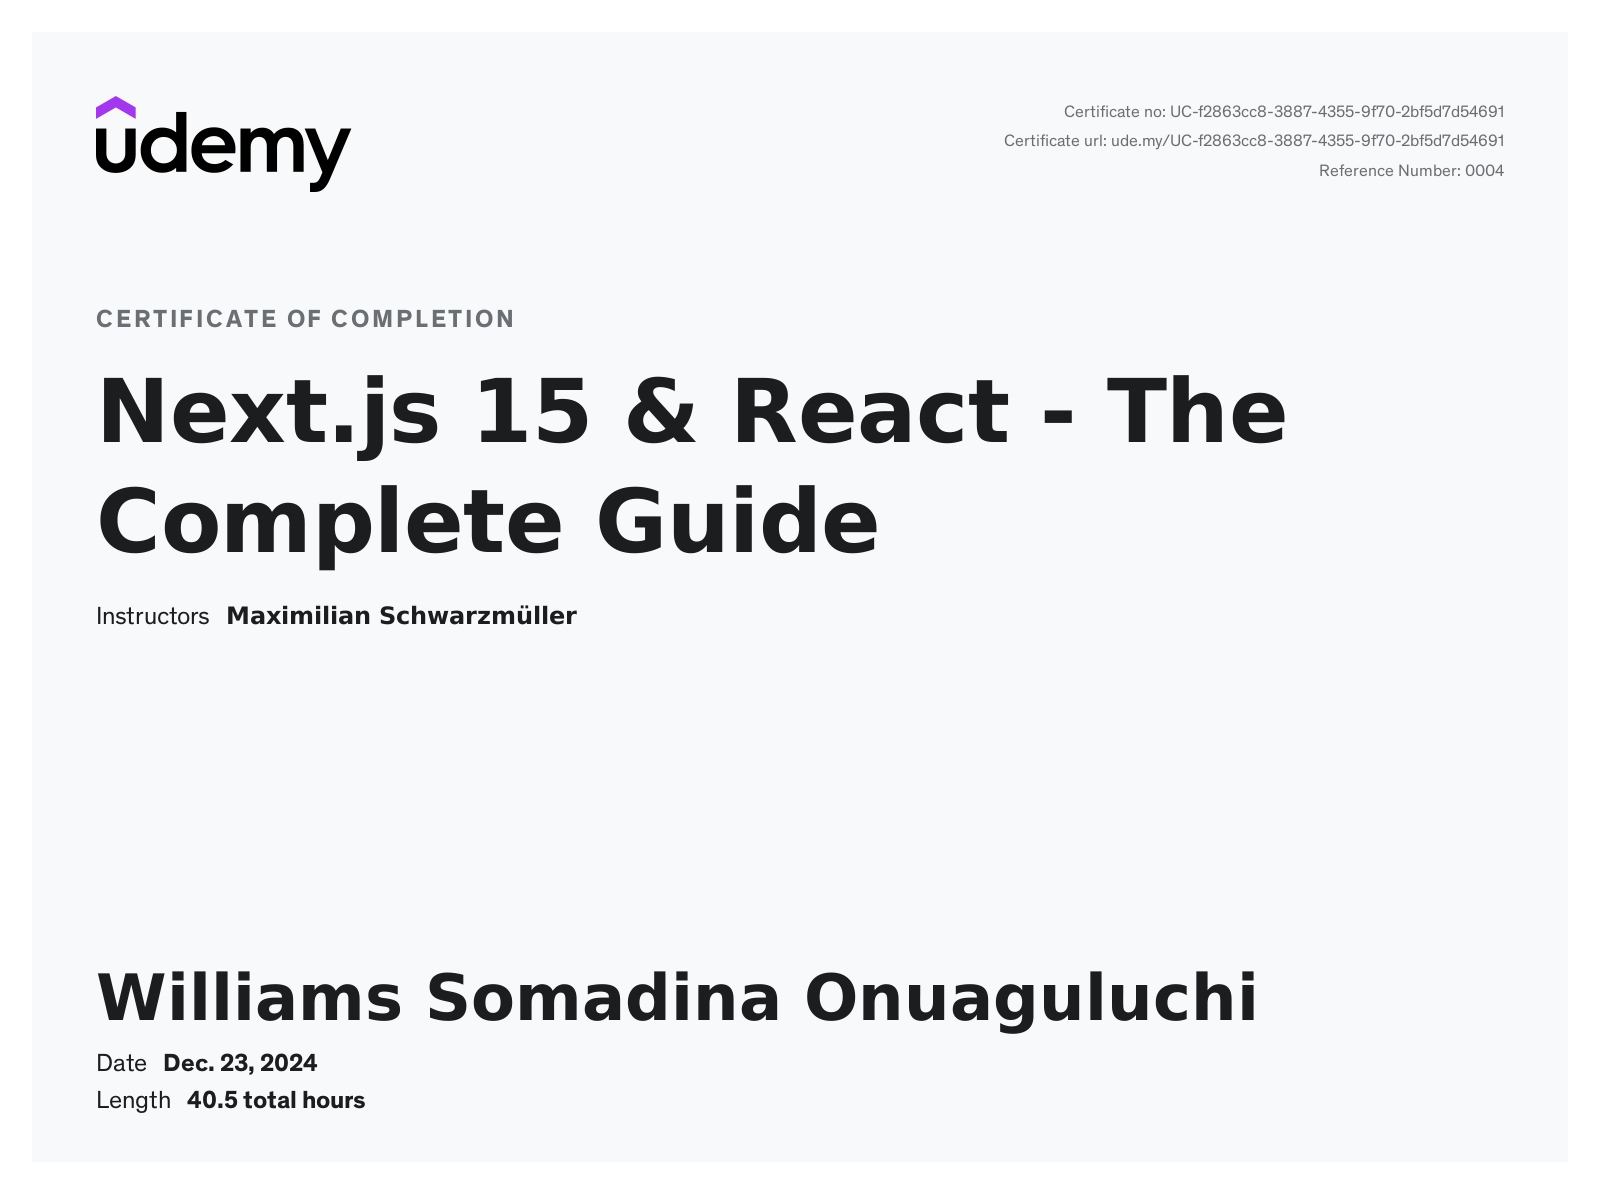 udemy
Certificate no: UC-f2863cc8-3887-4355-9f70-2bf5d7d54691
Certificate url: ude.my/UC-f2863cc8-3887-4355-9f70-2bf5d7d54691
Reference Number: 0004
CERTIFICATE OF COMPLETION
Next.js 15 & React - The
Complete Guide
Instructors Maximilian Schwarzmüller
Williams Somadina Onuaguluchi
Date Dec. 23, 2024
Length 40.5 total hours